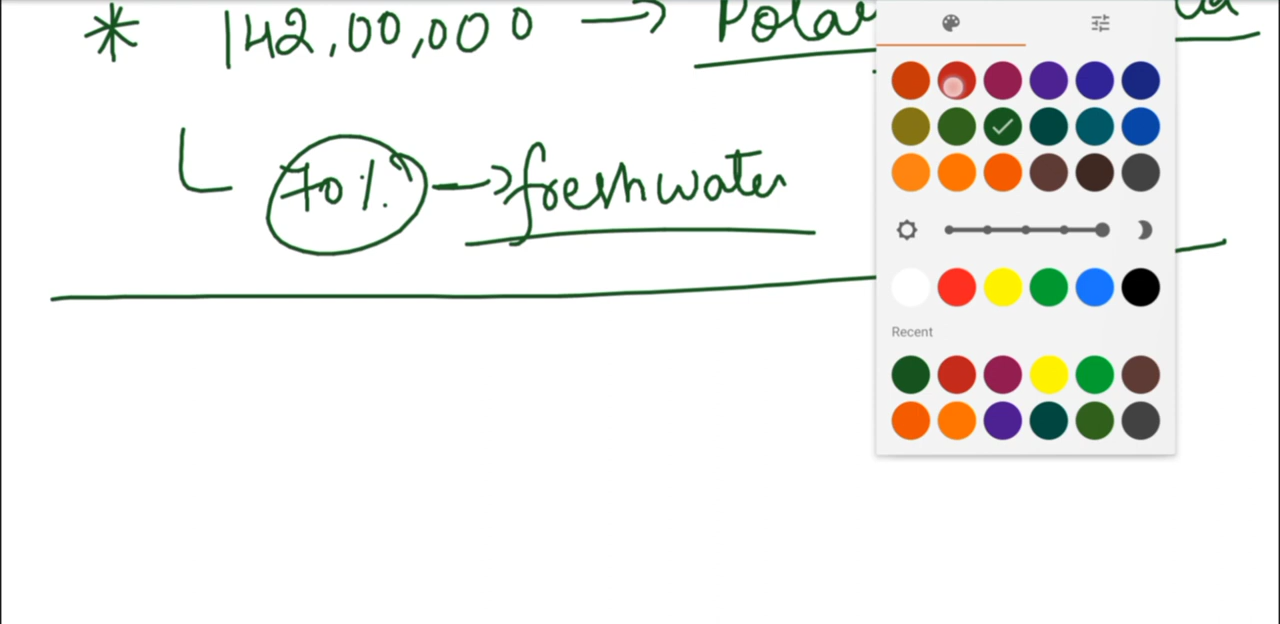 * 142,00,000 → Polar
70% → freshwater
Recent